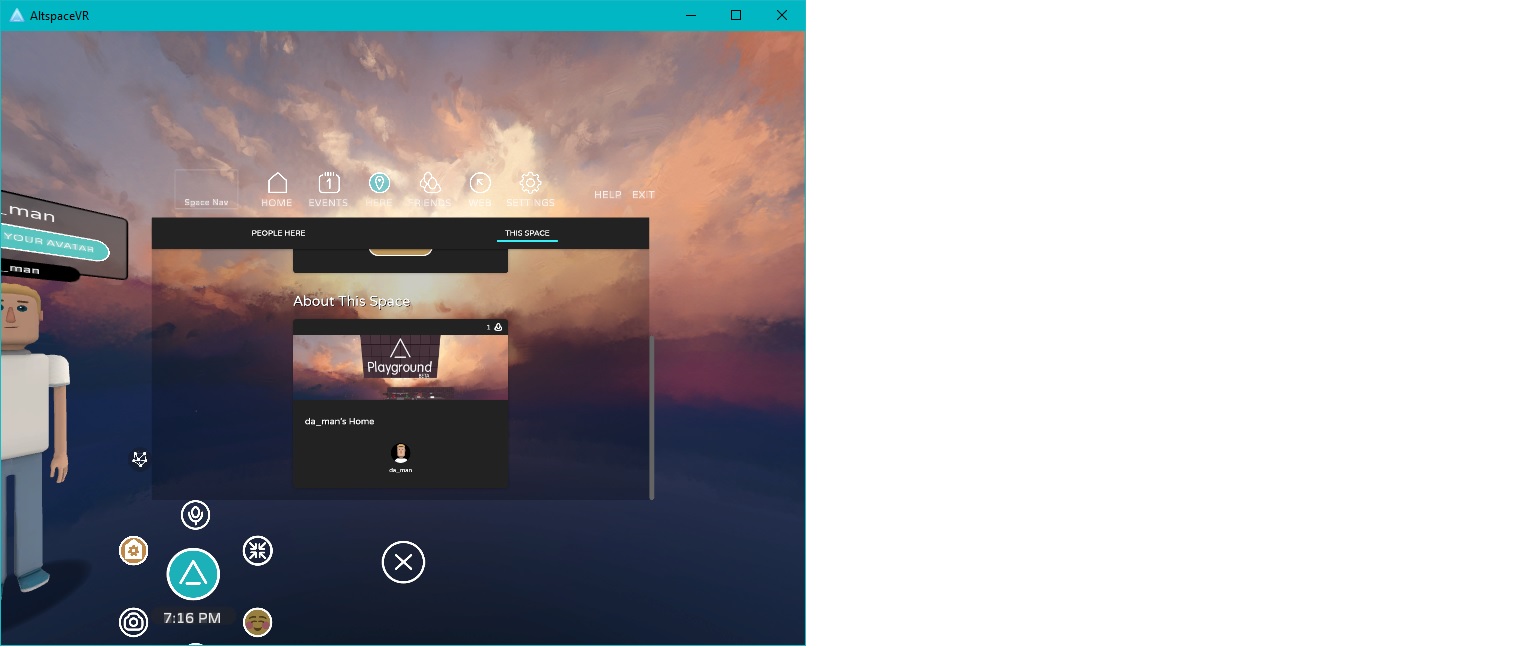 AltspaceVR
Space Nav
HOME
EVENTS
HERE
FRIENDS
WEB
SETTINGS
HELP
EXIT
_man
YOUR AVATAR
_man
PEOPLE HERE
THIS SPACE
About This Space
1
Playground
BETA
da_man's Home
da_man
7:16 PM